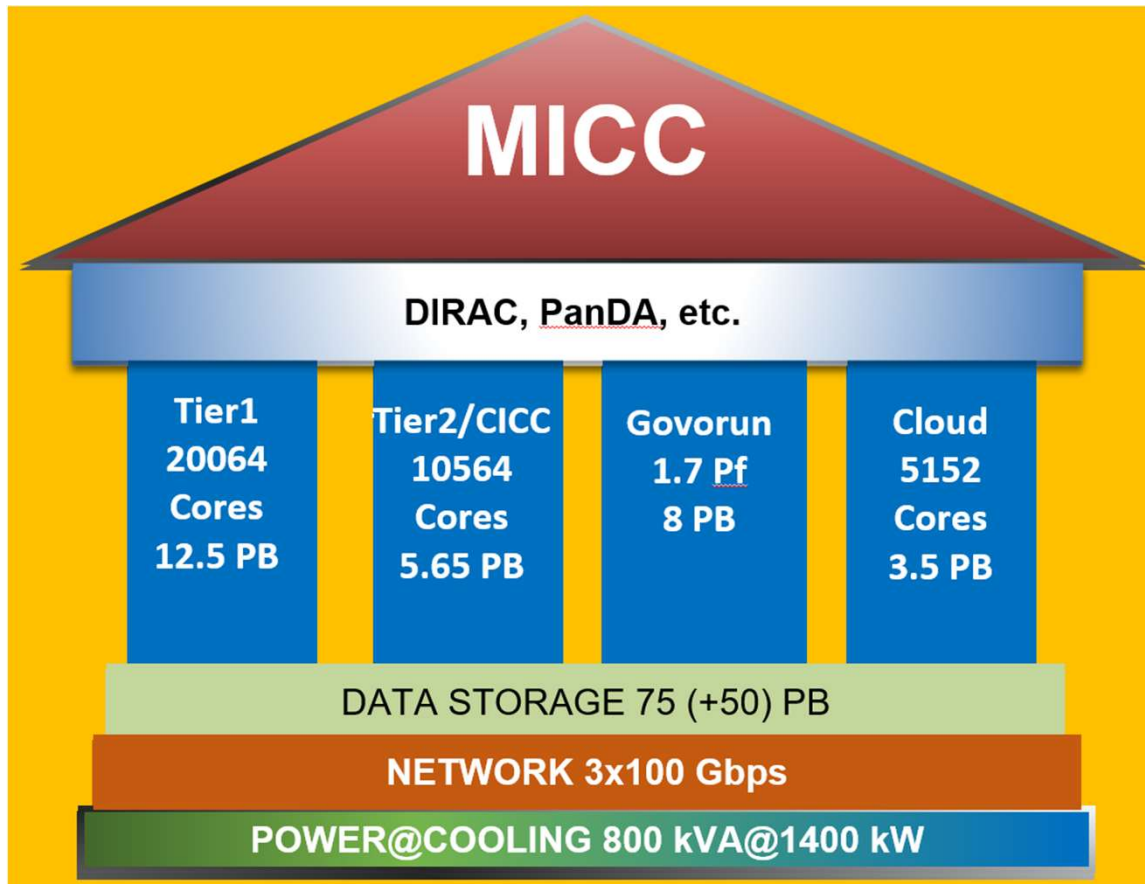 MICC
DIRAC, PanDA, etc.
Tier1
20064
Cores
12.5 PB
Tier2/CICC
10564
Cores
5.65 PB
Govorun
1.7 Pf
8 PB
Cloud
5152
Cores
3.5 PB
DATA STORAGE 75 (+50) PB
NETWORK 3x100 Gbps
POWER@COOLING 800 kVA@1400 kW